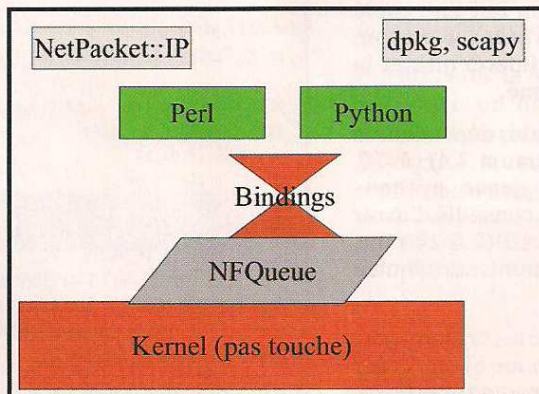 NetPacket::IP
dpkg, scapy
Perl
Python
Bindings
NFQueue
Kernel (pas touche)